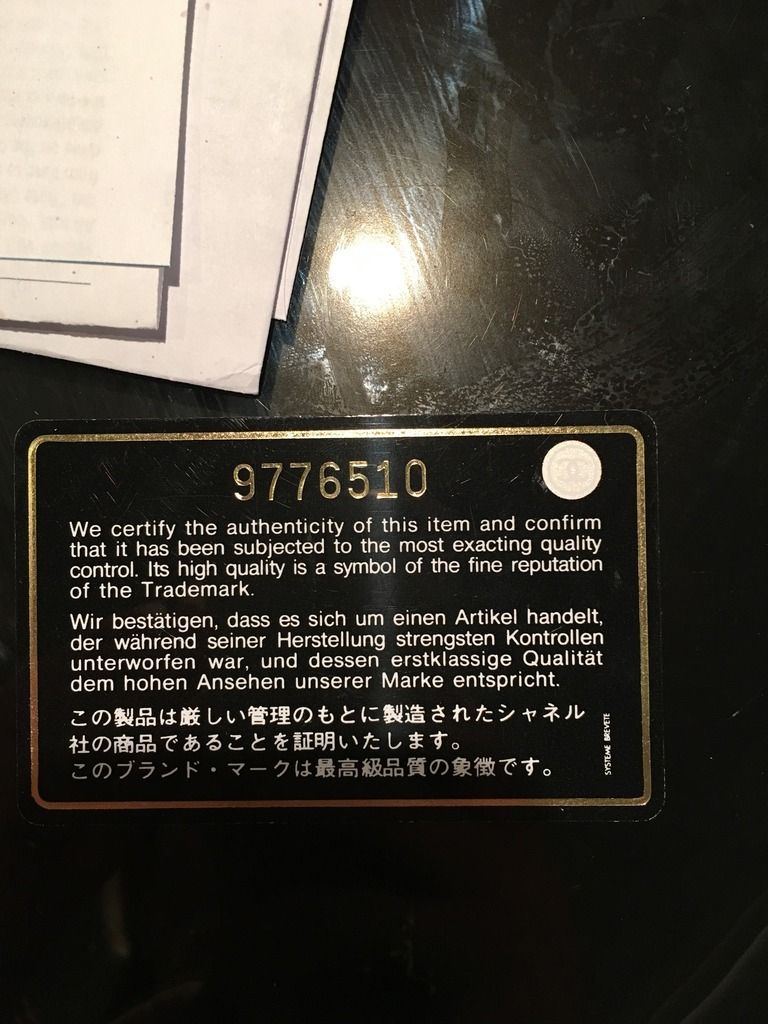 9776510
We certify the authenticity of this item and confirm
that it has been subjected to the most exacting quality
control. Its high quality is a symbol of the fine reputation
of the Trademark.
Wir bestätigen, dass es sich um einen Artikel handelt,
der während seiner Herstellung strengsten Kontrollen
unterworfen war, und dessen erstklassige Qualität
dem hohen Ansehen unserer Marke entspricht.
この製品は厳しい管理のもとに製造されたシャネル
社の商品であることを証明いたします。
このブランド・マークは最高級品質の象徴です。
SYSTEME BREVETE